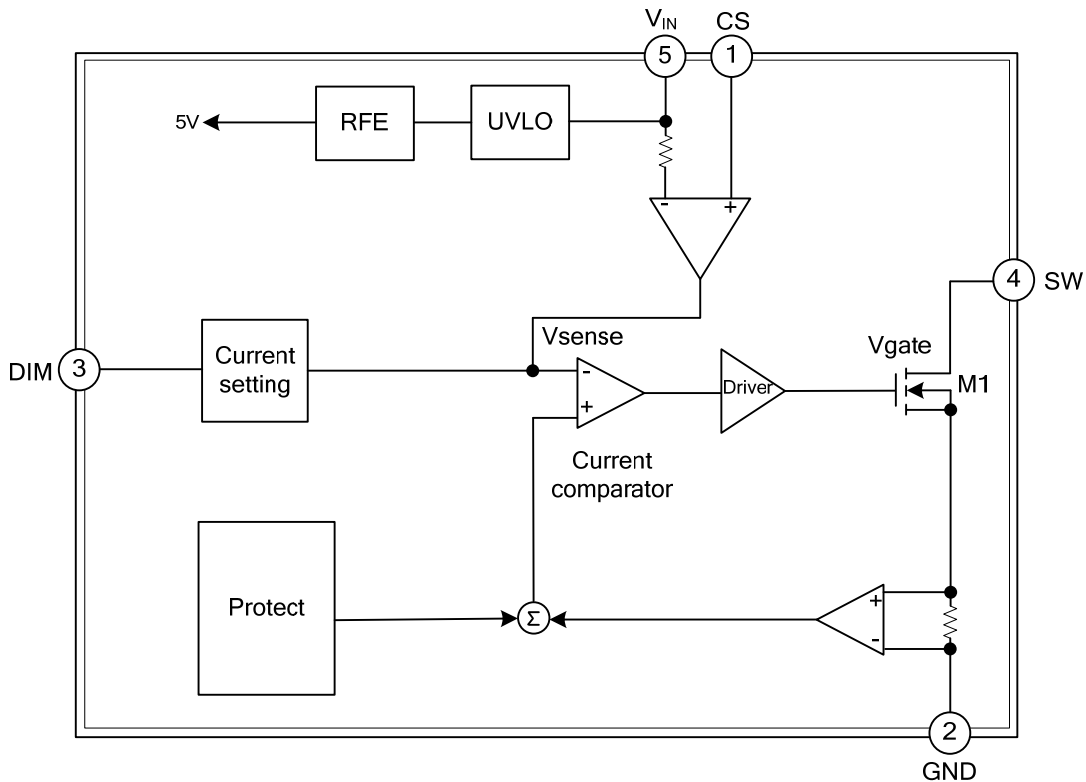 VIN
CS
5
1
5V
RFE
UVLO
-
+
4
SW
Vsense
Vgate
DIM
3
Current
setting
-
+
Driver
M1
Current
comparator
Protect
Σ
+
-
2
GND